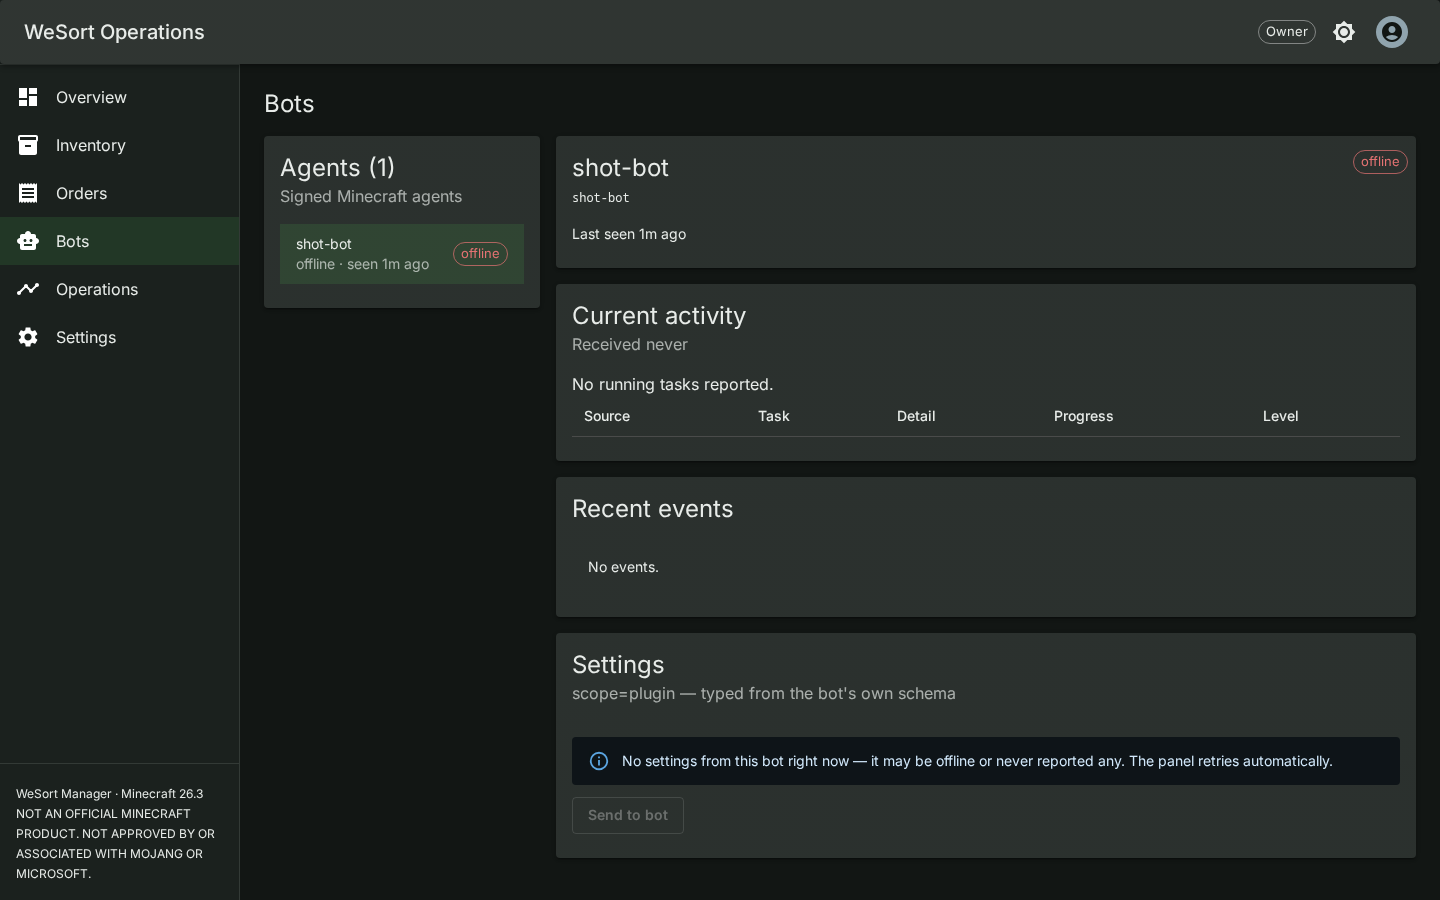 WeSort Operations
Owner
Overview
Inventory
Orders
Bots
Operations
Settings
WeSort Manager · Minecraft 26.3
NOT AN OFFICIAL MINECRAFT
PRODUCT. NOT APPROVED BY OR
ASSOCIATED WITH MOJANG OR
MICROSOFT.
Bots
Agents (1)
Signed Minecraft agents
shot-bot
offline · seen 1m ago
offline
shot-bot
offline
shot-bot
Last seen 1m ago
Current activity
Received never
No running tasks reported.
Source Task Detail Progress Level
Recent events
No events.
Settings
scope=plugin — typed from the bot's own schema
No settings from this bot right now — it may be offline or never reported any. The panel retries automatically.
Send to bot